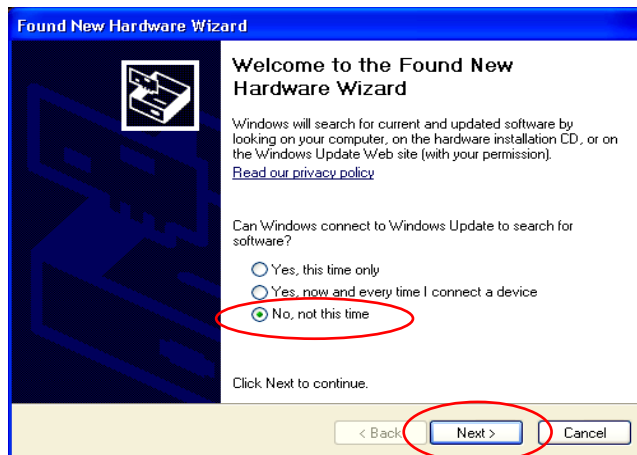 Found New Hardware Wizard
Welcome to the Found New
Hardware Wizard
Windows will search for current and updated software by
looking on your computer, on the hardware installation CD, or on
the Windows Update Web site (with your permission).
Read our privacy policy
Can Windows connect to Windows Update to search for
software?
Yes, this time only
Yes, now and every time I connect a device
No, not this time
Click Next to continue.
< Back
Next >
Cancel